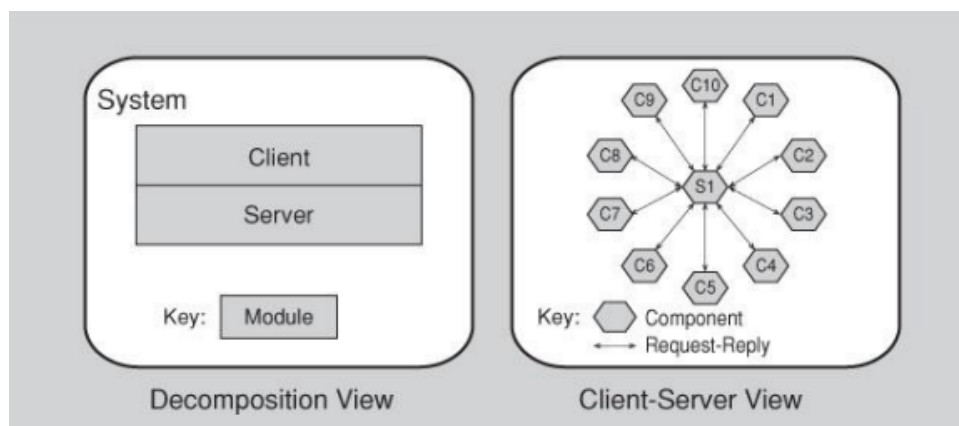 System
Client
Server
Key: Module
Decomposition View
C10
C9
C1
C8
C2
S1
C7
C3
C6
C4
C5
Key: Component
Request-Reply
Client-Server View